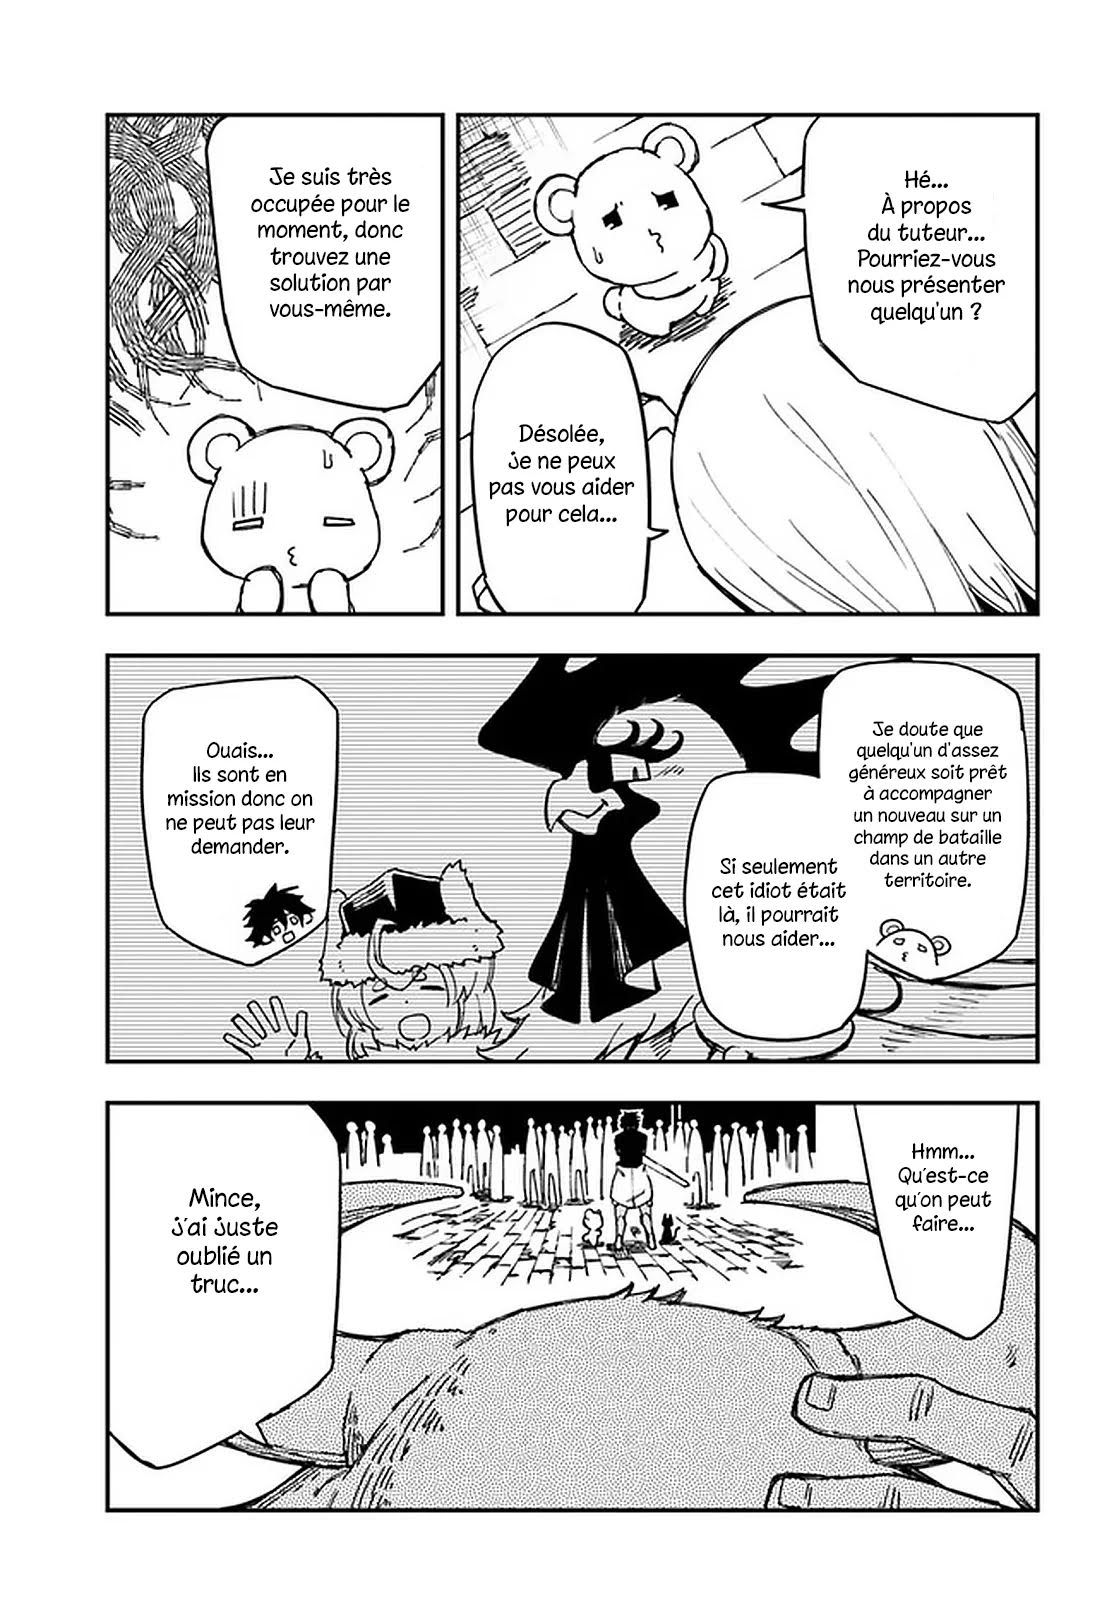 Hé...
À propos
du tuteur...
Pourriez-vous
nous présenter
quelqu'un ?
Désolée,
je ne peux
pas vous aider
pour cela...
Je suis très
occupée pour le
moment, donc
trouvez une
solution par
vous-même.
Je doute que
quelqu'un d'assez
généreux soit prêt
à accompagner
un nouveau sur un
champ de bataille
dans un autre
territoire.
Si seulement
cet idiot était
là, il pourrait
nous aider...
Ouais...
Ils sont en
mission donc on
ne peut pas leur
demander.
Hmm...
Qu'est-ce
qu'on peut
faire...
Mince,
j'ai juste
oublié un
truc...